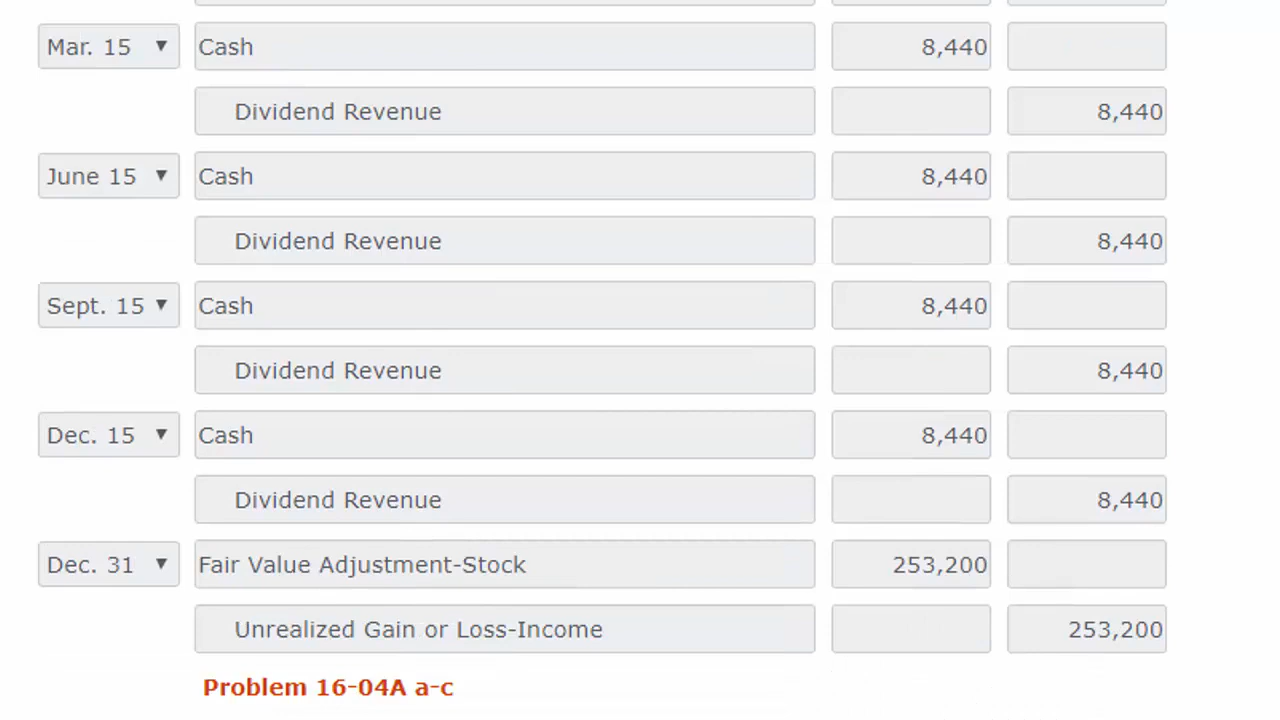 Mar. 15 ▼ Cash 8,440
Dividend Revenue 8,440
June 15 ▼ Cash 8,440
Dividend Revenue 8,440
Sept. 15 ▼ Cash 8,440
Dividend Revenue 8,440
Dec. 15 ▼ Cash 8,440
Dividend Revenue 8,440
Dec. 31 ▼ Fair Value Adjustment-Stock 253,200
Unrealized Gain or Loss-Income 253,200
Problem 16-04A a-c